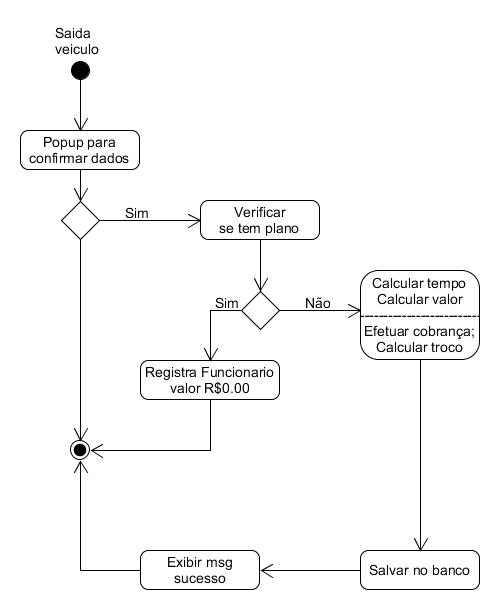 Saida
veiculo
Popup para
confirmar dados
Sim
Verificar
se tem plano
Sim
Não
Calcular tempo
Calcular valor
Efetuar cobrança;
Calcular troco
Registra Funcionario
valor R$0.00
Exibir msg
sucesso
Salvar no banco